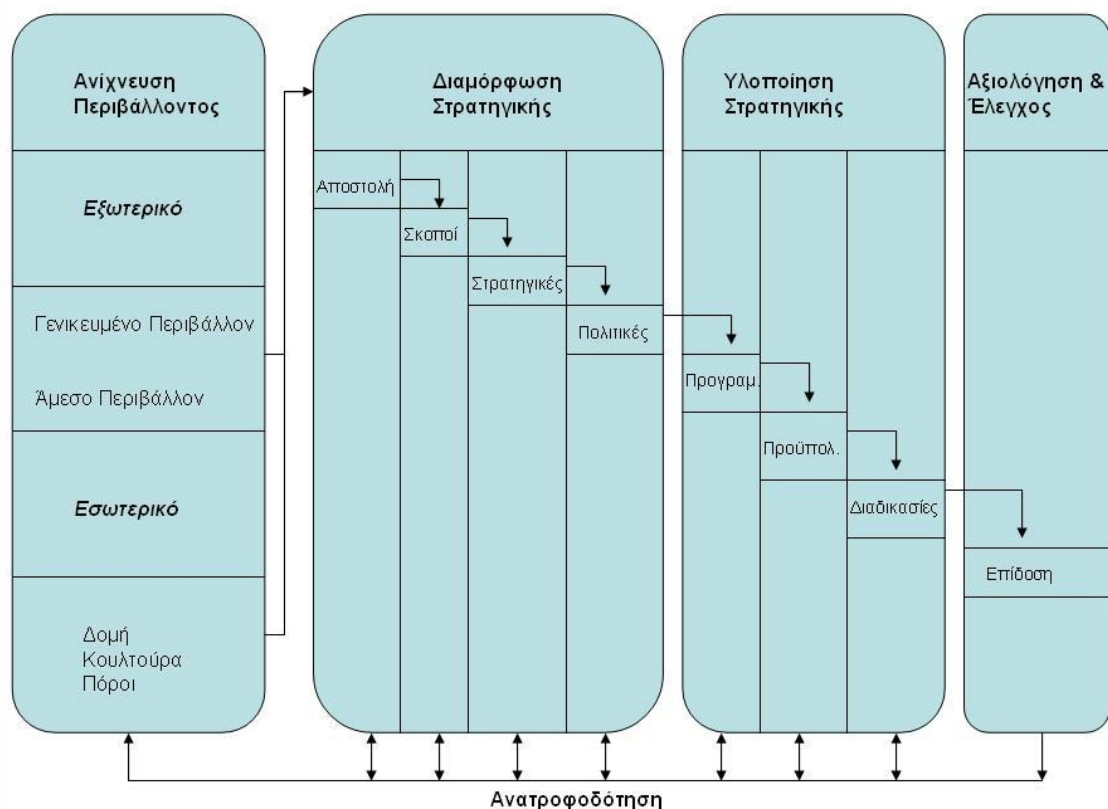 Ανίχνευση
Περιβάλλοντος
Εξωτερικό
Γενικευμένο Περιβάλλον
Άμεσο Περιβάλλον
Εσωτερικό
Δομή
Κουλτούρα
Πόροι
Διαμόρφωση
Στρατηγικής
Αποστολή
Σκοποί
Στρατηγικές
Πολιτικές
Υλοποίηση
Στρατηγικής
Προγραμ.
Προϋπολ.
Διαδικασίες
Αξιολόγηση &
Έλεγχος
Επίδοση
Ανατροφοδότηση